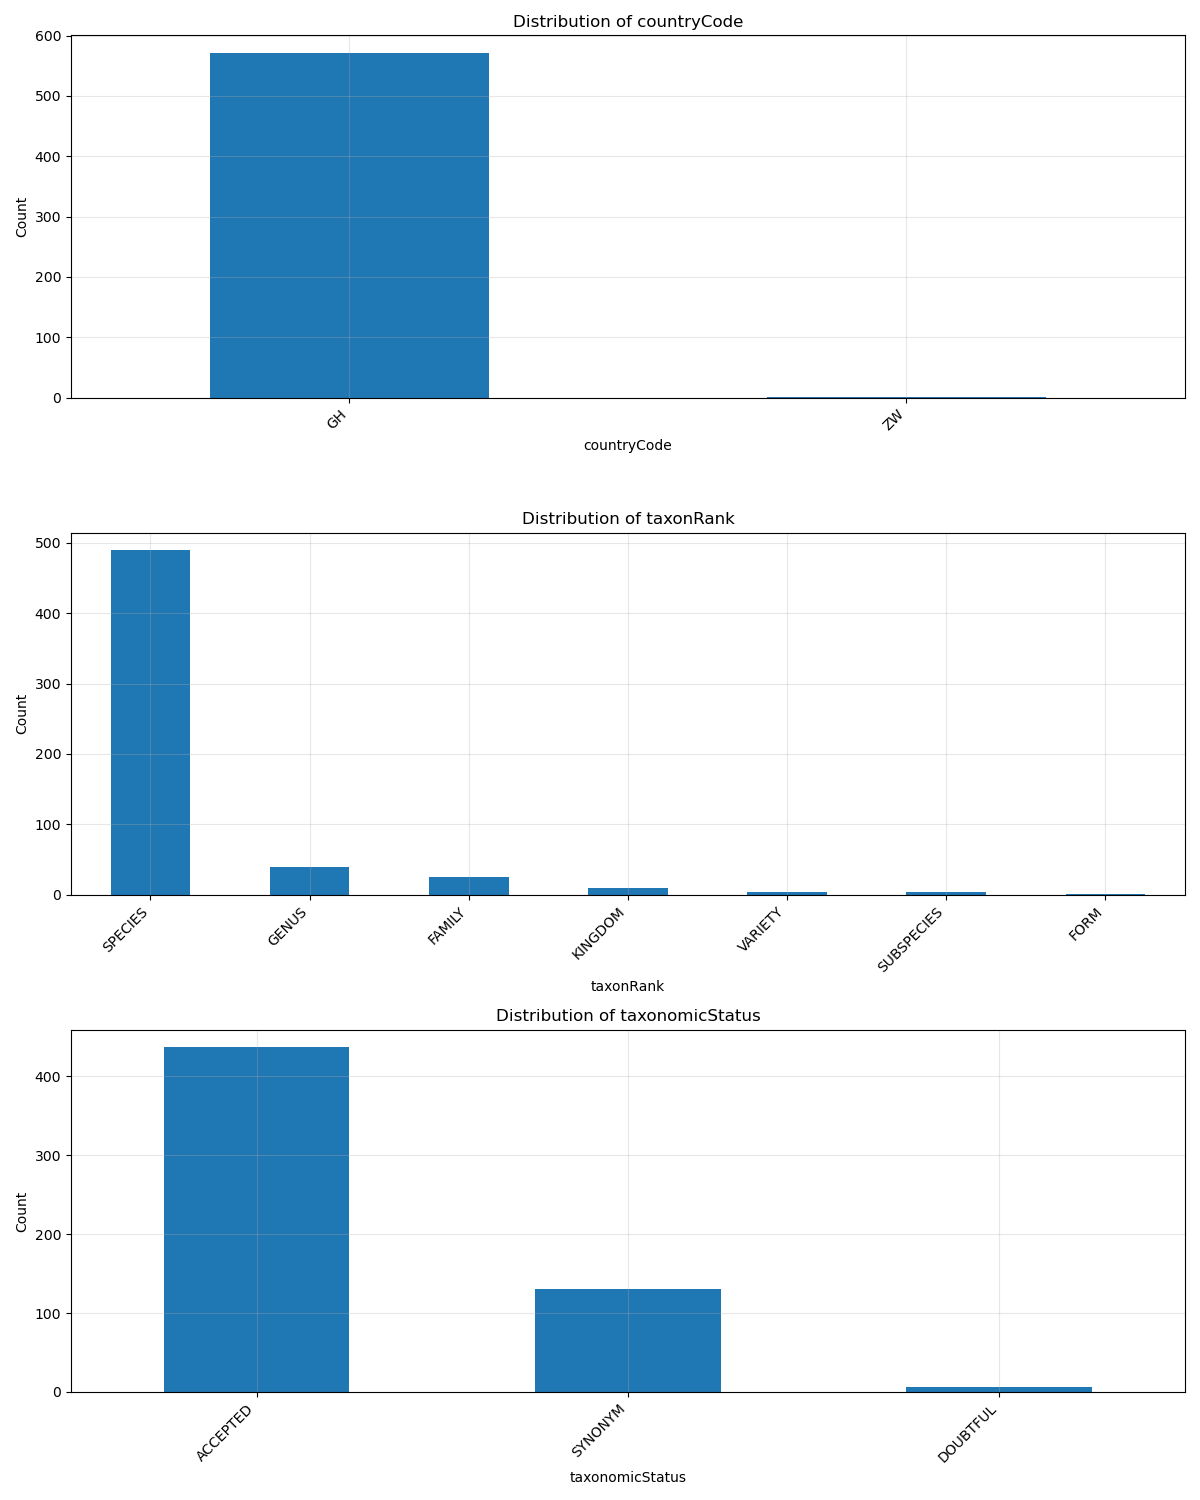 Distribution of countryCode
600
500
400
300
200
100
0
Count
GH
ZW
countryCode
Distribution of taxonRank
500
400
300
200
100
0
Count
SPECIES
GENUS
FAMILY
KINGDOM
VARIETY
SUBSPECIES
FORM
taxonRank
Distribution of taxonomicStatus
400
300
200
100
0
Count
ACCEPTED
SYNONYM
DOUBTFUL
taxonomicStatus